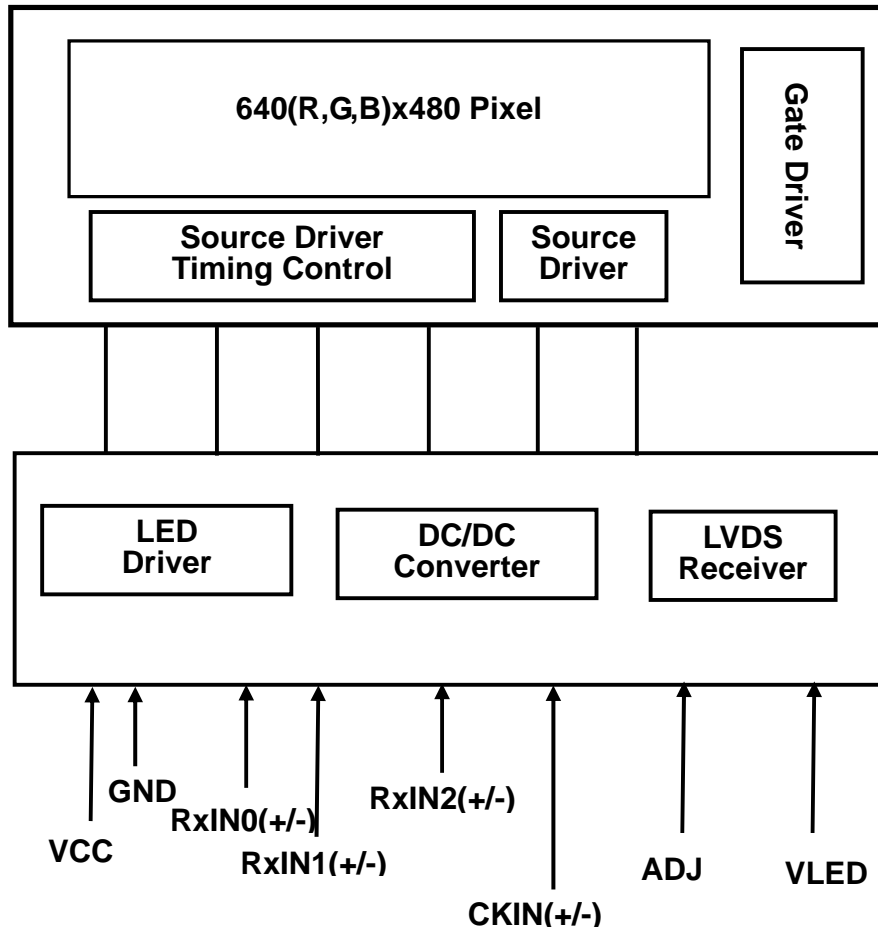 640(R,G,B)x480 Pixel
Gate Driver
Source Driver
Timing Control
Source
Driver
LED
Driver
DC/DC
Converter
LVDS
Receiver
GND
VCC
RxIN0(+/-)
RxIN1(+/-)
RxIN2(+/-)
CKIN(+/-)
ADJ
VLED